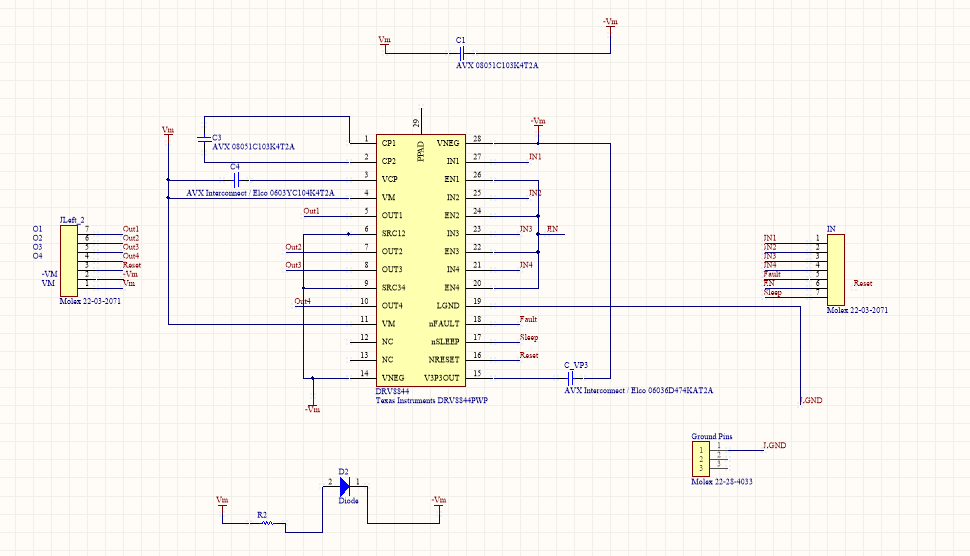 Vm
C1
-Vm
AVX 08051C103K4T2A
Vm
C3
AVX 08051C103K4T2A
C4
AVX Interconnect / Elco 0603YC104K4T2A
29
PPAD
-Vm
1 CP1 VNEG 28
2 CP2 IN1 27 IN1
3 VCP EN1 26
4 VM IN2 25 IN2
Out1 5 OUT1 EN2 24
6 SRC12 IN3 23 IN3 EN
Out2 7 OUT2 EN3 22
Out3 8 OUT3 IN4 21 IN4
9 SRC34 EN4 20
Out4 10 OUT4 LGND 19
11 VM nFAULT 18 Fault
12 NC nSLEEP 17 Sleep
13 NC NRESET 16 Reset
14 VNEG V3P3OUT 15
DRV8844
Texas Instruments DRV8844PWP
-Vm
C_VP3
AVX Interconnect / Elco 06036D474KAT2A
JLeft_2
O1 7 Out1
O2 6 Out2
O3 5 Out3
O4 4 Out4
3 Reset
-VM 2 -Vm
VM 1 Vm
Molex 22-03-2071
IN
IN1 1
IN2 2
IN3 3
IN4 4
Fault 5
EN 6 Reset
Sleep 7
Molex 22-03-2071
LGND
Ground Pins
1 1 LGND
2 2
3 3
Molex 22-28-4033
Vm
R2
D2
2 1
Diode
-Vm